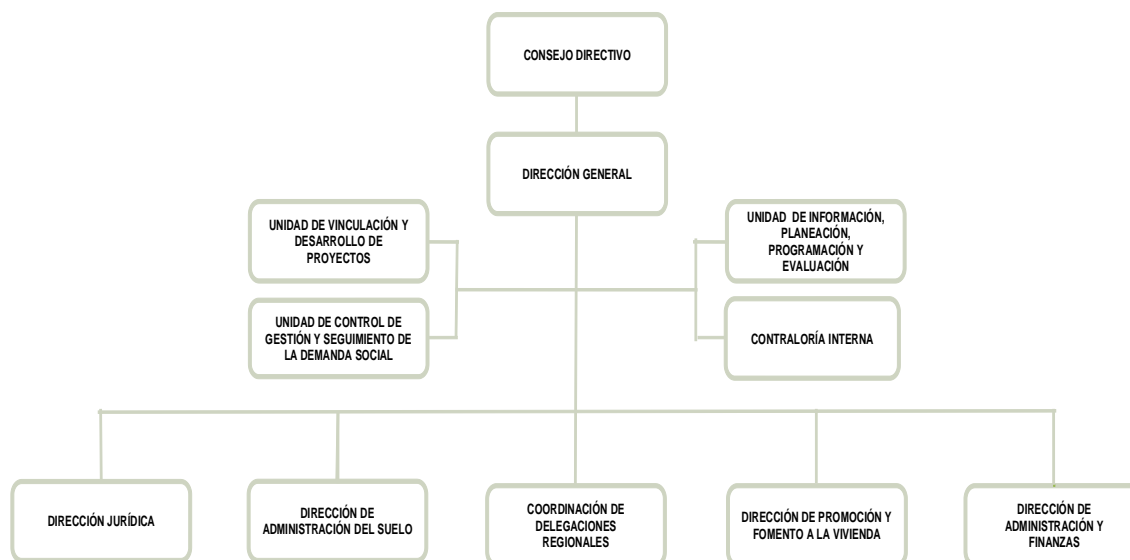 CONSEJO DIRECTIVO
DIRECCIÓN GENERAL
UNIDAD DE VINCULACIÓN Y
DESARROLLO DE
PROYECTOS
UNIDAD DE INFORMACIÓN,
PLANEACIÓN,
PROGRAMACIÓN Y
EVALUACIÓN
UNIDAD DE CONTROL DE
GESTIÓN Y SEGUIMIENTO DE
LA DEMANDA SOCIAL
CONTRALORÍA INTERNA
DIRECCIÓN JURÍDICA
DIRECCIÓN DE
ADMINISTRACIÓN DEL SUELO
COORDINACIÓN DE
DELEGACIONES
REGIONALES
DIRECCIÓN DE PROMOCIÓN Y
FOMENTO A LA VIVIENDA
DIRECCIÓN DE
ADMINISTRACIÓN Y
FINANZAS